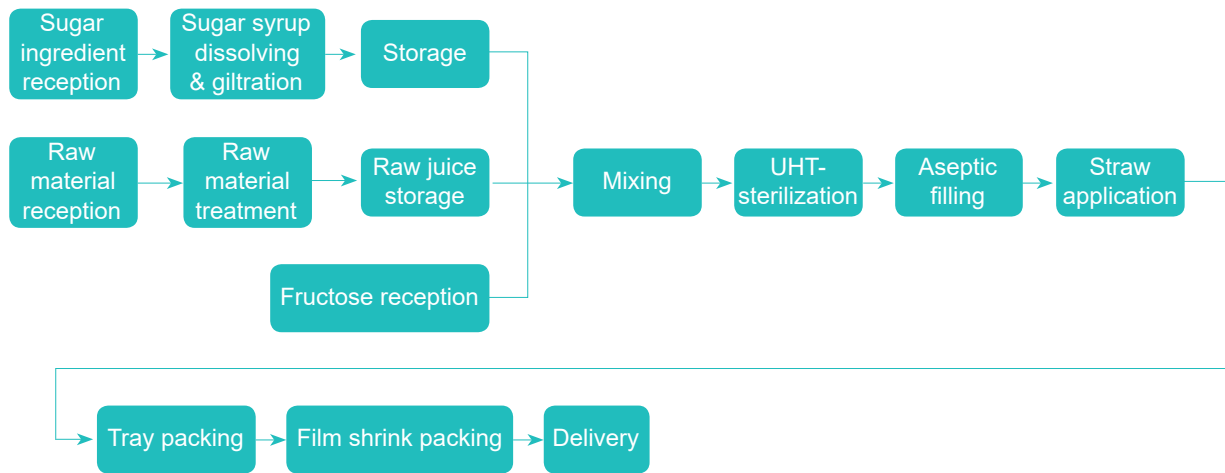 Sugar
ingredient
reception
Sugar syrup
dissolving
& giltration
Storage
Raw
material
reception
Raw
material
treatment
Raw juice
storage
Mixing
UHT-
sterilization
Aseptic
filling
Straw
application
Fructose reception
Tray packing
Film shrink packing
Delivery